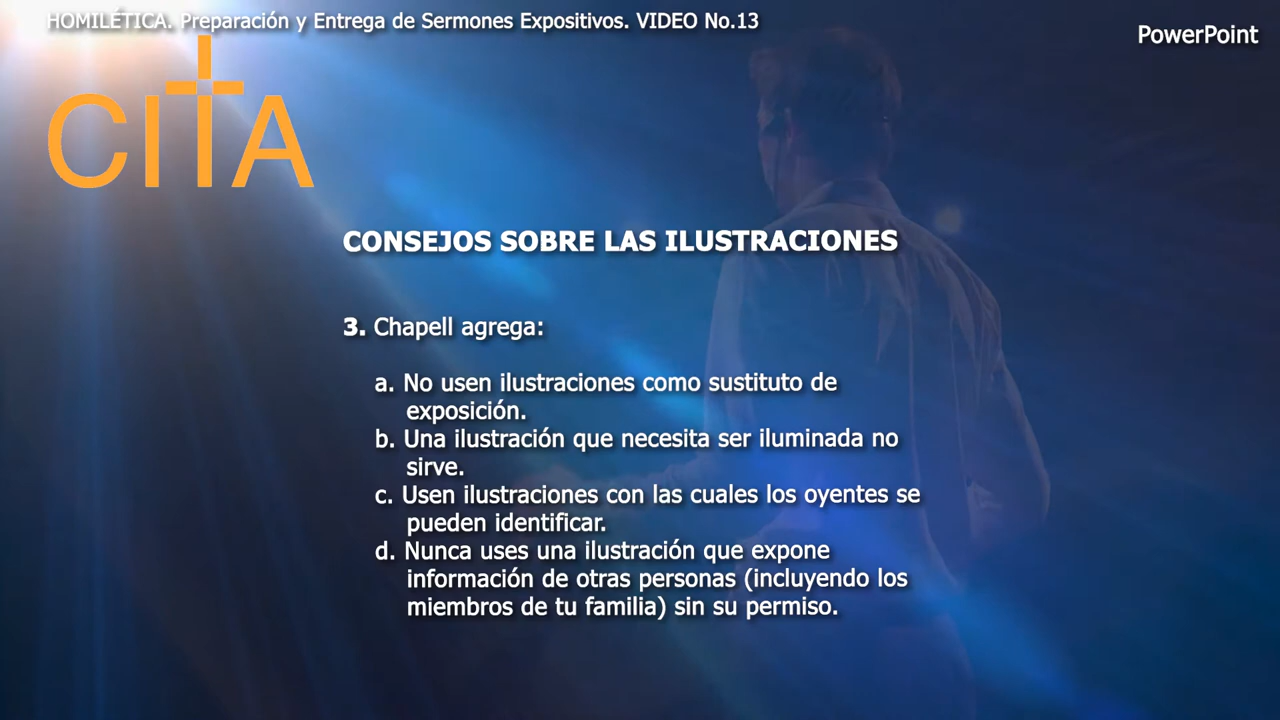 HOMILÉTICA. Preparación y Entrega de Sermones Expositivos. VIDEO No.13
PowerPoint
CITA
CONSEJOS SOBRE LAS ILUSTRACIONES
3. Chapell agrega:
a. No usen ilustraciones como sustituto de
exposición.
b. Una ilustración que necesita ser iluminada no
sirve.
c. Usen ilustraciones con las cuales los oyentes se
pueden identificar.
d. Nunca uses una ilustración que expone
información de otras personas (incluyendo los
miembros de tu familia) sin su permiso.